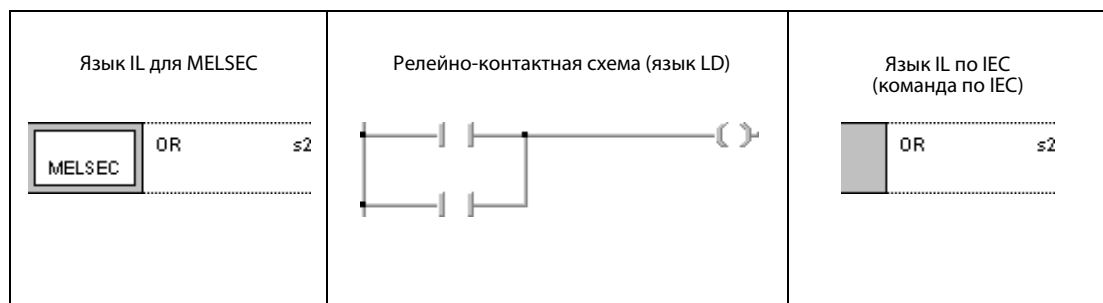 Язык IL для MELSEC
MELSEC
OR s2
Релейно-контактная схема (язык LD)
Язык IL по IEC
(команда по IEC)
OR s2